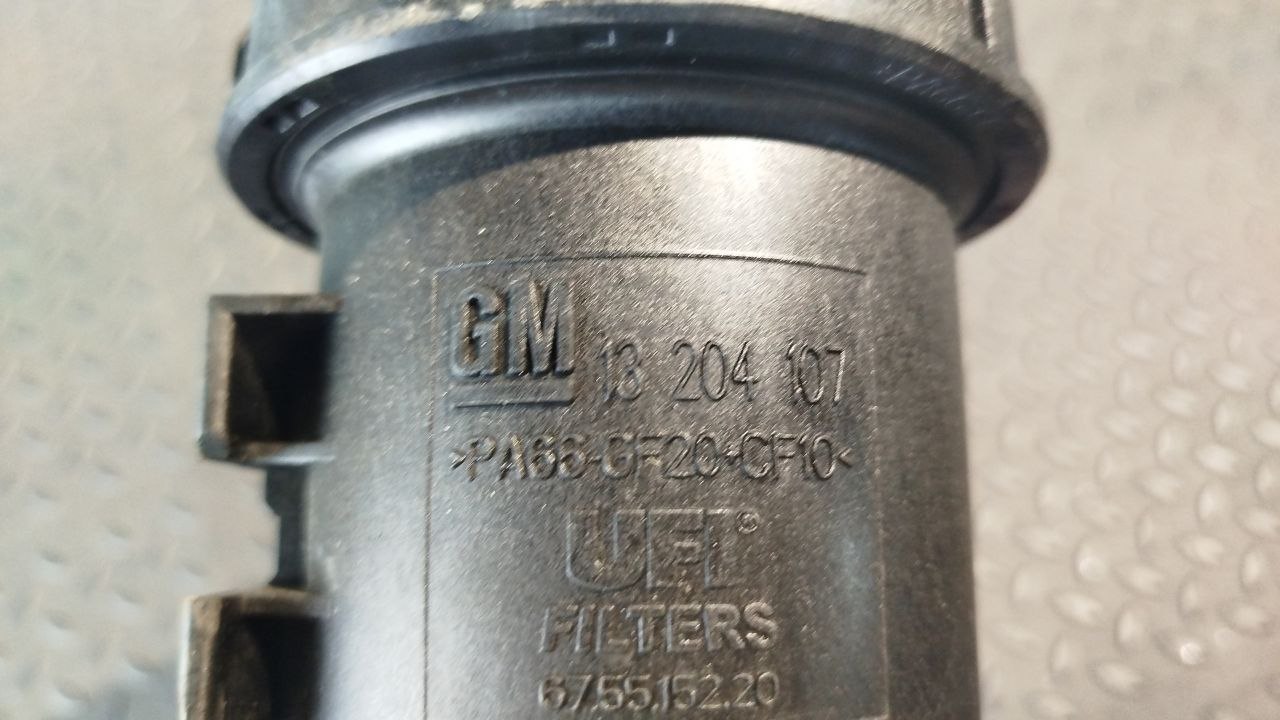 GM 13 204 107
>PA66-GF20+CF10<
UFI®
FILTERS
67.55.152.20